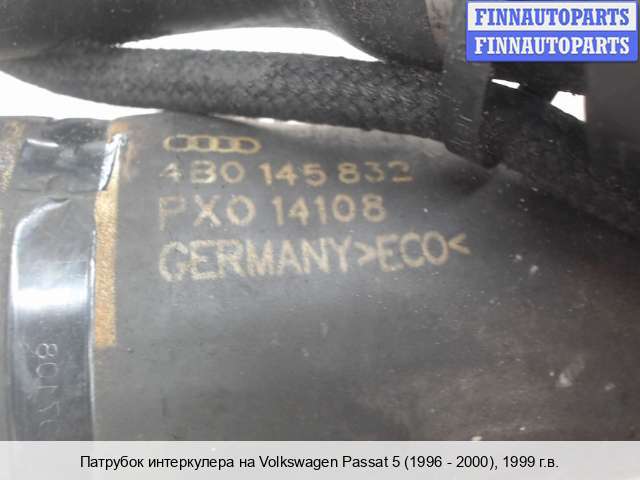 FINNAUTOPARTS
FINNAUTOPARTS
4B0 145 832
PX0 14108
GERMANY>ECO<
Патрубок интеркулера на Volkswagen Passat 5 (1996 - 2000), 1999 г.в.